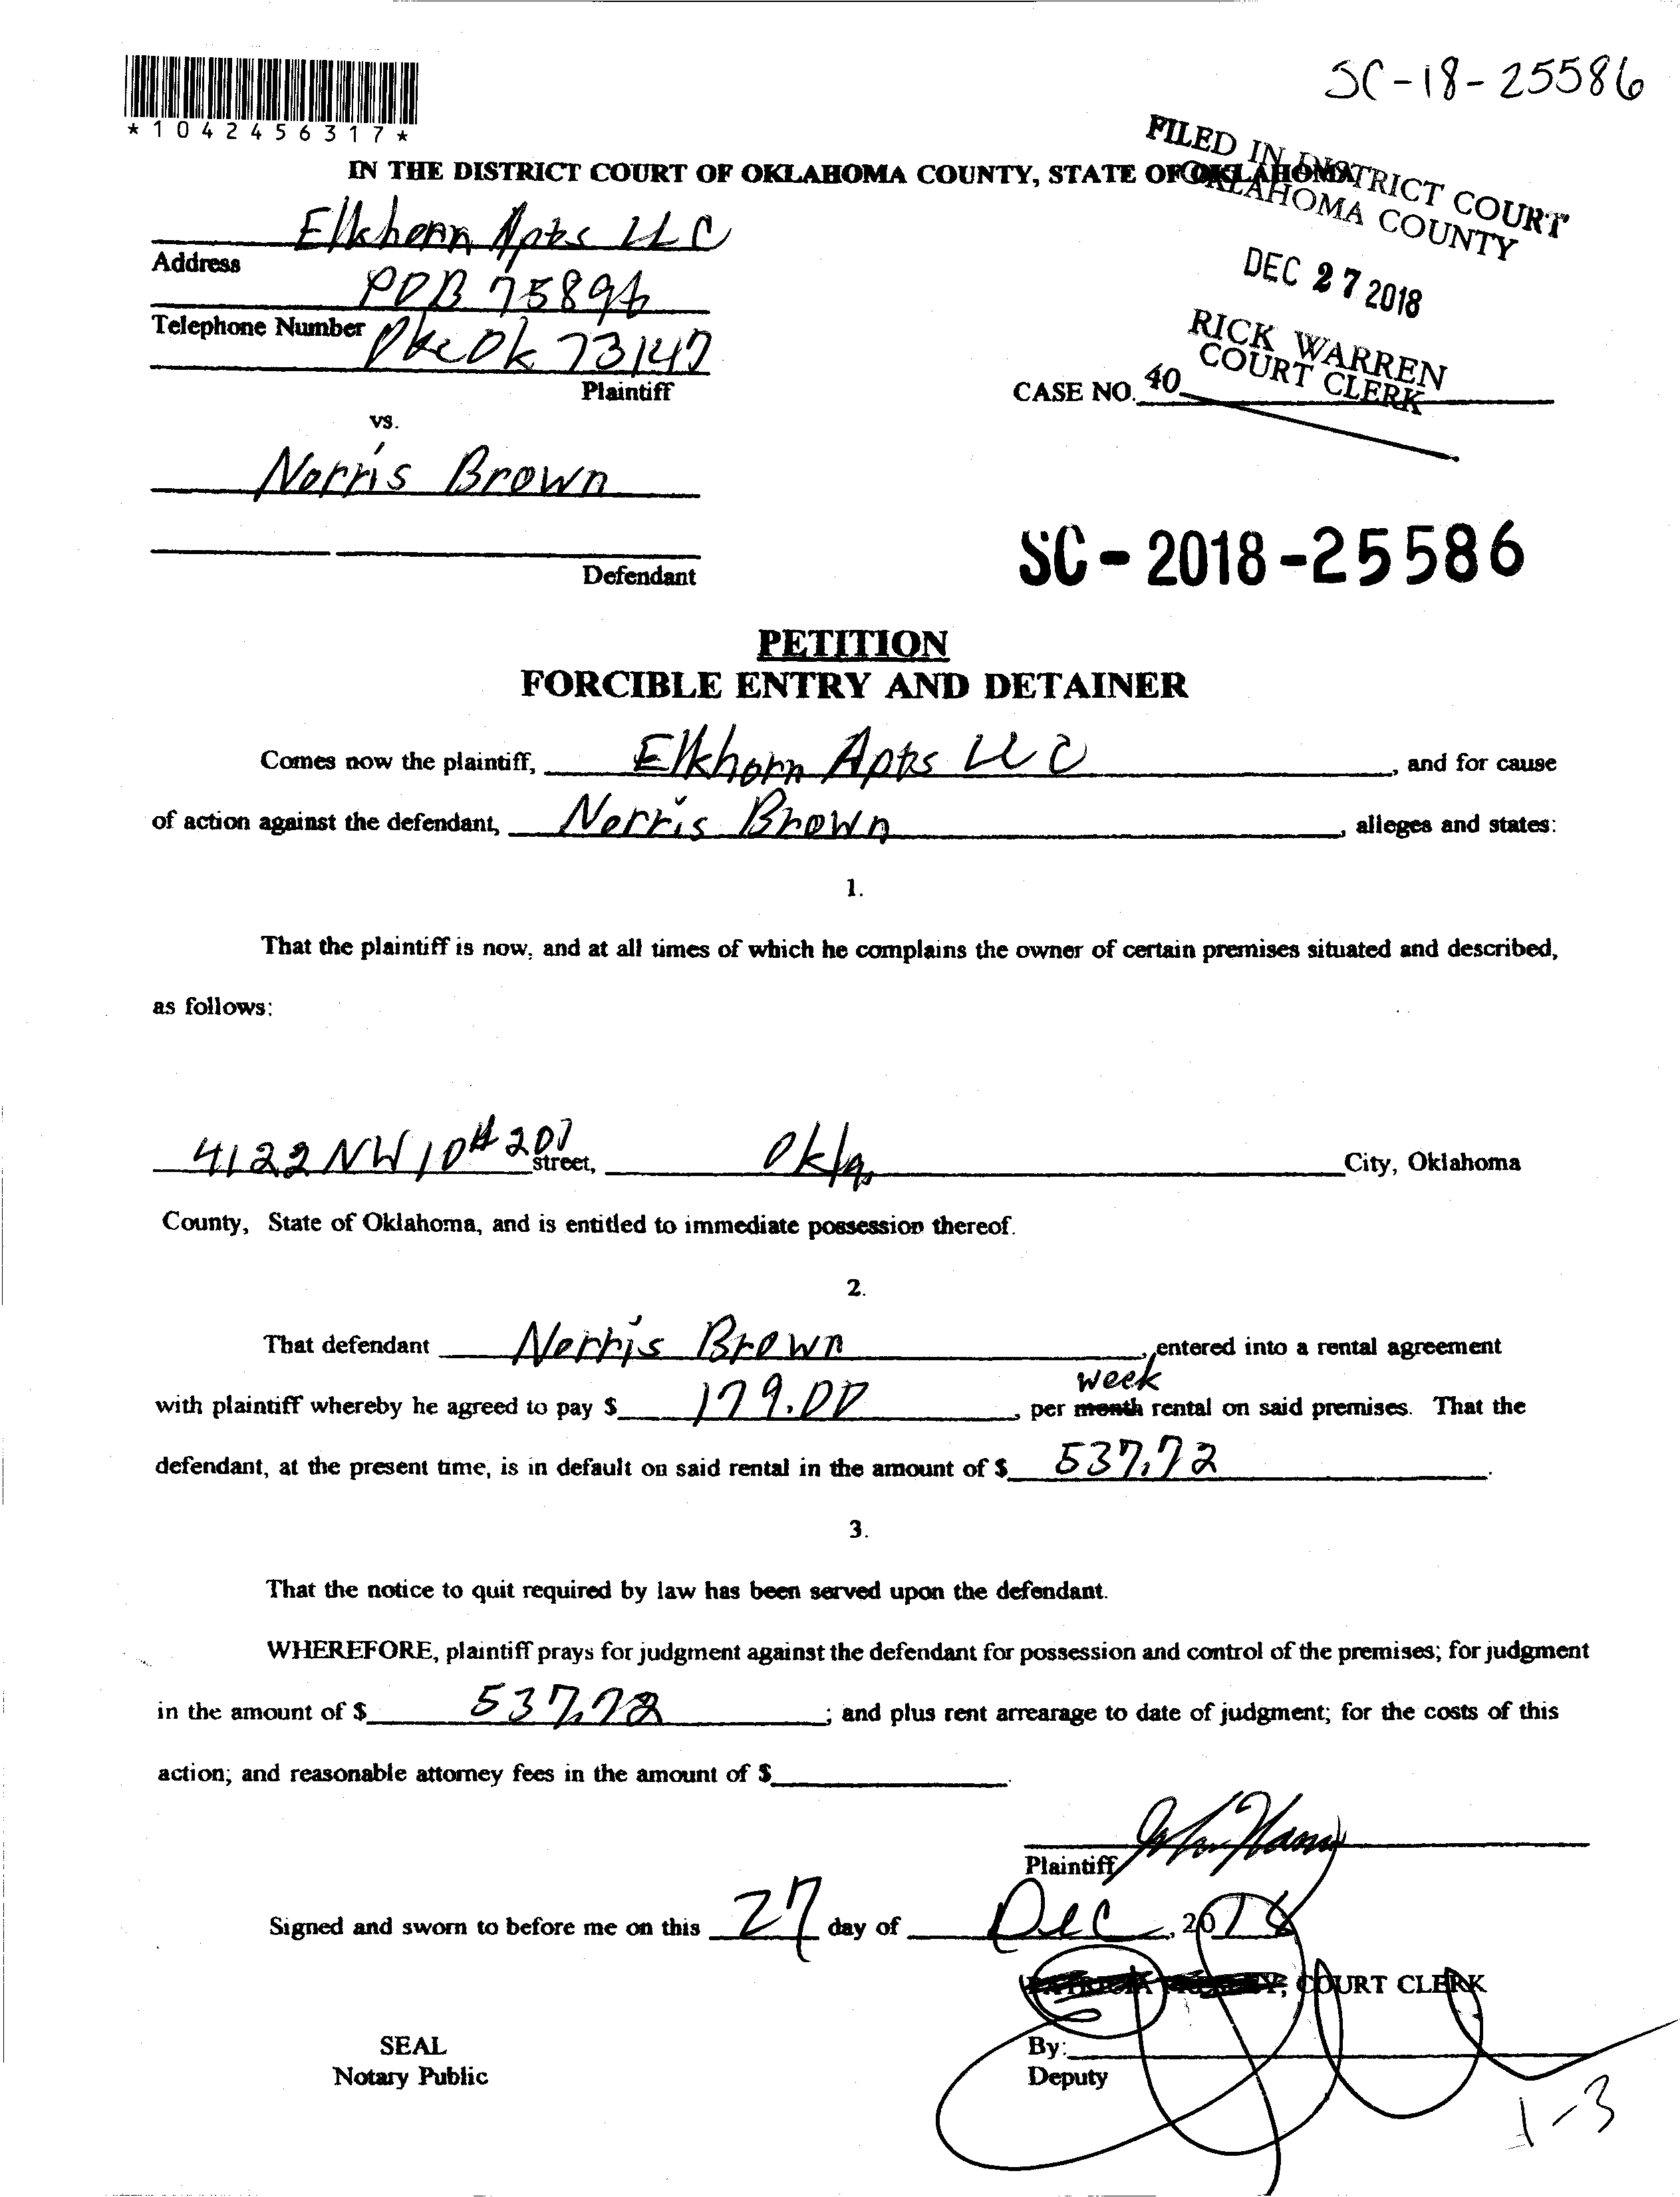 SC-18-25586
*1042456317*
FILED IN DISTRICT COURT
OKLAHOMA COUNTY
IN THE DISTRICT COURT OF OKLAHOMA COUNTY, STATE OF OKLAHOMA
Elkhorn Apts LLC
DEC 27 2018
Address
POB 75896
RICK WARREN
COURT CLERK
Telephone Number
73147
Plaintiff
CASE NO. 40
vs.
Norris Brown
SC-2018-25586
Defendant
PETITION
FORCIBLE ENTRY AND DETAINER
Comes now the plaintiff, Elkhorn Apts LLC, and for cause
of action against the defendant, Norris Brown, alleges and states:
1.
That the plaintiff is now, and at all times of which he complains the owner of certain premises situated and described,
as follows:
4122 NW 10 # 207 street, Okla, City, Oklahoma
County, State of Oklahoma, and is entitled to immediate possession thereof.
2.
That defendant Norris Brown, entered into a rental agreement
week
with plaintiff whereby he agreed to pay $ 179.00, per month rental on said premises. That the
defendant, at the present time, is in default on said rental in the amount of $ 537.72.
3.
That the notice to quit required by law has been served upon the defendant.
WHEREFORE, plaintiff prays for judgment against the defendant for possession and control of the premises; for judgment
in the amount of $ 537.72; and plus rent arrearage to date of judgment; for the costs of this
action; and reasonable attorney fees in the amount of $
Plaintiff
Signed and sworn to before me on this 27 day of Dec, 2018
COURT CLERK
SEAL
By:
Notary Public
Deputy
1-3